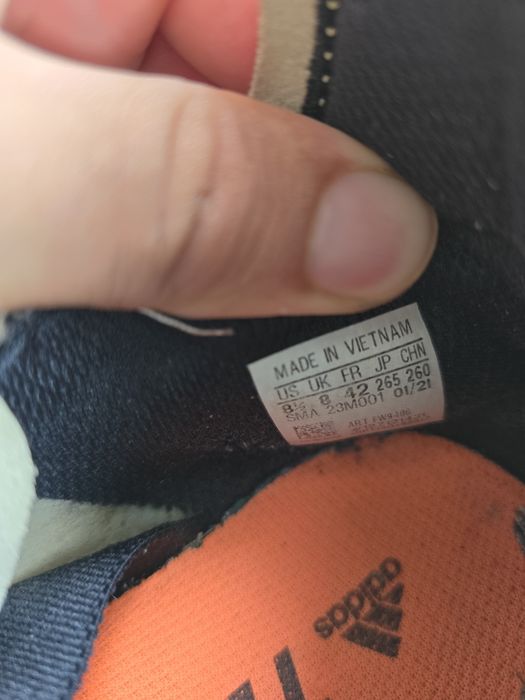 MADE IN VIETNAM
US UK FR JP CHN
8½ 8 42 265 260
SMA 23M001 01/21
ART
adidas